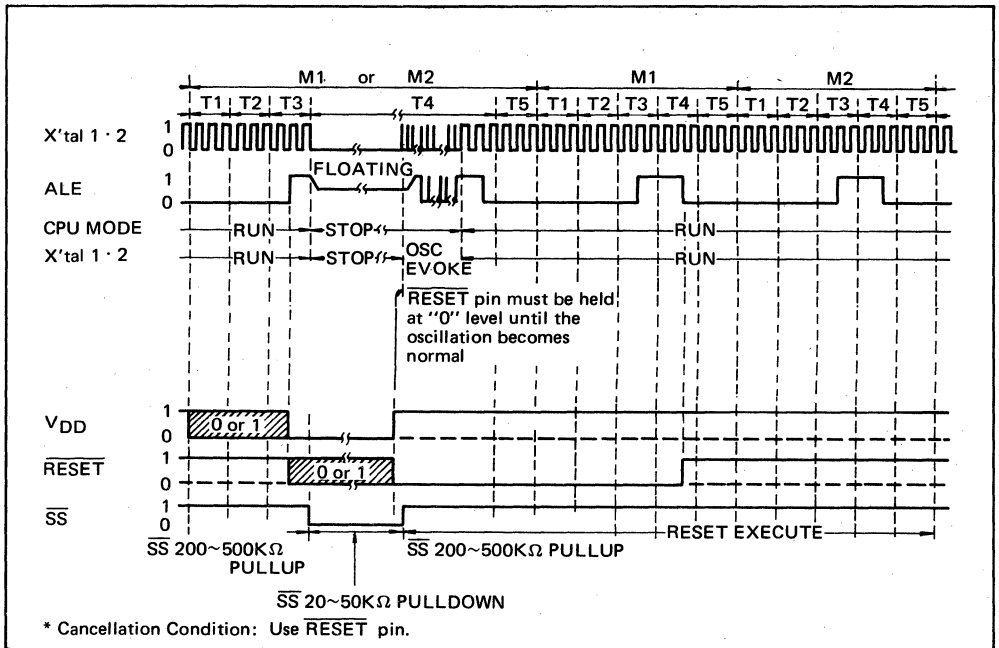 M1 or M2 M1 M2
T1 T2 T3 T4 T5 T1 T2 T3 T4 T5 T1 T2 T3 T4 T5
X'tal 1 · 2 1 0
FLOATING
ALE 1 0
CPU MODE RUN STOP RUN
X'tal 1 · 2 RUN STOP OSC EVOKE RUN
RESET pin must be held
at "0" level until the
oscillation becomes
normal
VDD 1 0 0 or 1
RESET 1 0 0 or 1
SS 1 0
RESET EXECUTE
SS 200~500KΩ PULLUP
SS 200~500KΩ PULLUP
SS 20~50KΩ PULLDOWN
* Cancellation Condition: Use RESET pin.